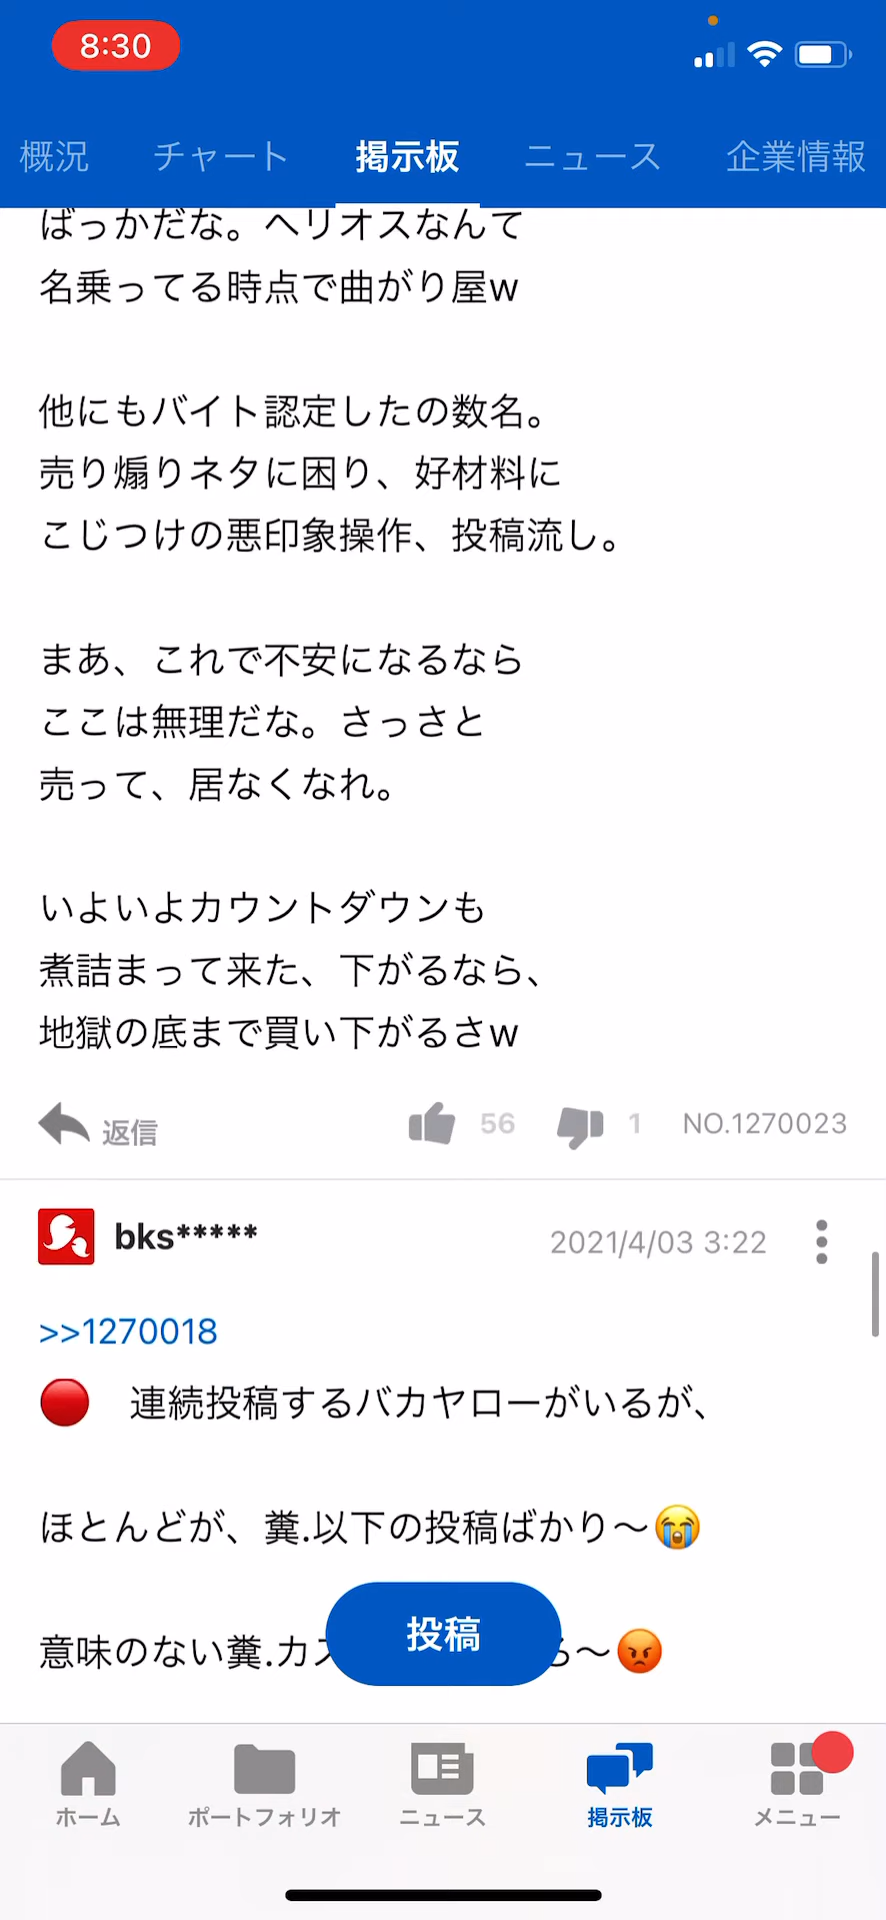 8:30
概況 チャート 掲示板 ニュース 企業情報
ばっかだな。ヘリオスなんて
名乗ってる時点で曲がり屋w
他にもバイト認定したの数名。
売り煽りネタに困り、好材料に
こじつけの悪印象操作、投稿流し。
まあ、これで不安になるなら
ここは無理だな。さっさと
売って、居なくなれ。
いよいよカウントダウンも
煮詰まって来た、下がるなら、
地獄の底まで買い下がるさw
返信 56 1 NO.1270023
bks***** 2021/4/03 3:22
>>1270018
🔴 連続投稿するバカヤローがいるが、
ほとんどが、糞.以下の投稿ばかり〜😭
意味のない糞.カ 〜😡
投稿
ホーム ポートフォリオ ニュース 掲示板 メニュー